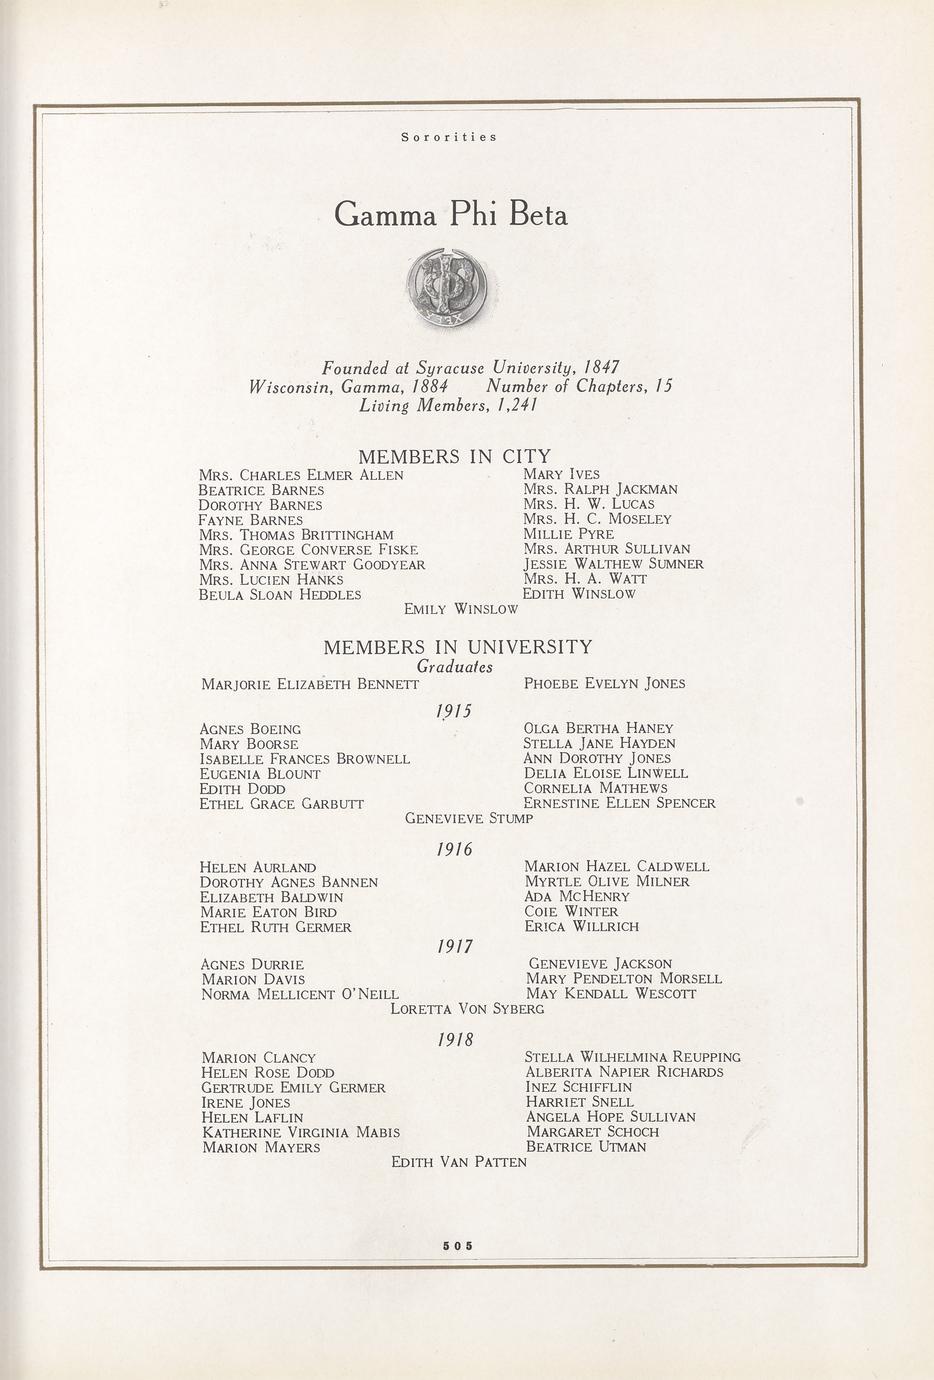 Sororities
Gamma Phi Beta
Founded at Syracuse University, 1847
Wisconsin, Gamma, 1884 Number of Chapters, 15
Living Members, 1,241
MEMBERS IN CITY
MRS. CHARLES ELMER ALLEN
BEATRICE BARNES
DOROTHY BARNES
FAYNE BARNES
MRS. THOMAS BRITTINGHAM
MRS. GEORGE CONVERSE FISKE
MRS. ANNA STEWART GOODYEAR
MRS. LUCIEN HANKS
BEULA SLOAN HEDDLES
MARY IVES
MRS. RALPH JACKMAN
MRS. H. W. LUCAS
MRS. H. C. MOSELEY
MILLIE PYRE
MRS. ARTHUR SULLIVAN
JESSIE WALTHEW SUMNER
MRS. H. A. WATT
EDITH WINSLOW
EMILY WINSLOW
MEMBERS IN UNIVERSITY
Graduates
MARJORIE ELIZABETH BENNETT
PHOEBE EVELYN JONES
1915
AGNES BOEING
MARY BOORSE
ISABELLE FRANCES BROWNELL
EUGENIA BLOUNT
EDITH DODD
ETHEL GRACE GARBUTT
OLGA BERTHA HANEY
STELLA JANE HAYDEN
ANN DOROTHY JONES
DELIA ELOISE LINWELL
CORNELIA MATHEWS
ERNESTINE ELLEN SPENCER
GENEVIEVE STUMP
1916
HELEN AURLAND
DOROTHY AGNES BANNEN
ELIZABETH BALDWIN
MARIE EATON BIRD
ETHEL RUTH GERMER
MARION HAZEL CALDWELL
MYRTLE OLIVE MILNER
ADA MCHENRY
COIE WINTER
ERICA WILLRICH
1917
AGNES DURRIE
MARION DAVIS
NORMA MELLICENT O'NEILL
GENEVIEVE JACKSON
MARY PENDELTON MORSELL
MAY KENDALL WESCOTT
LORETTA VON SYBERG
1918
MARION CLANCY
HELEN ROSE DODD
GERTRUDE EMILY GERMER
IRENE JONES
HELEN LAFLIN
KATHERINE VIRGINIA MABIS
MARION MAYERS
STELLA WILHELMINA REUPPING
ALBERITA NAPIER RICHARDS
INEZ SCHIFFLIN
HARRIET SNELL
ANGELA HOPE SULLIVAN
MARGARET SCHOCH
BEATRICE UTMAN
EDITH VAN PATTEN
505